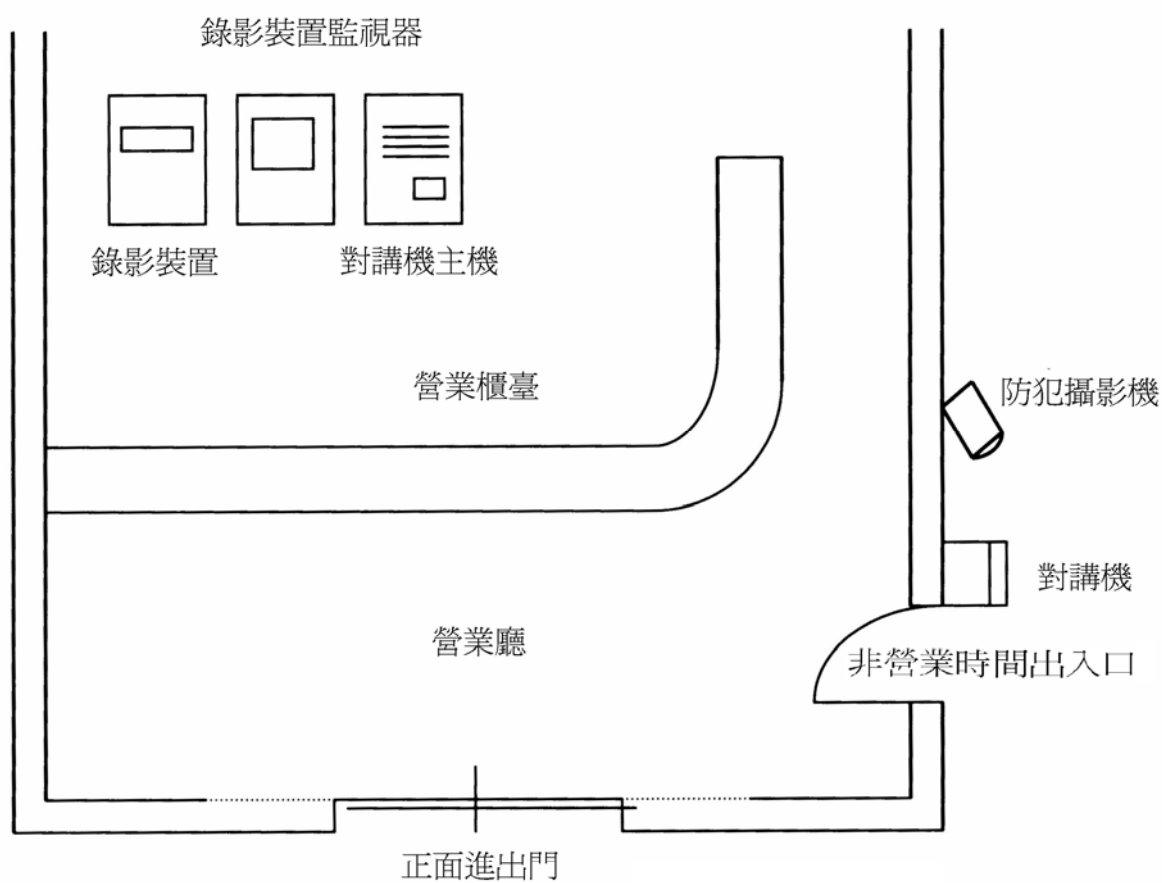 錄影裝置監視器
錄影裝置
對講機主機
營業櫃臺
防犯攝影機
對講機
營業廳
非營業時間出入口
正面進出門